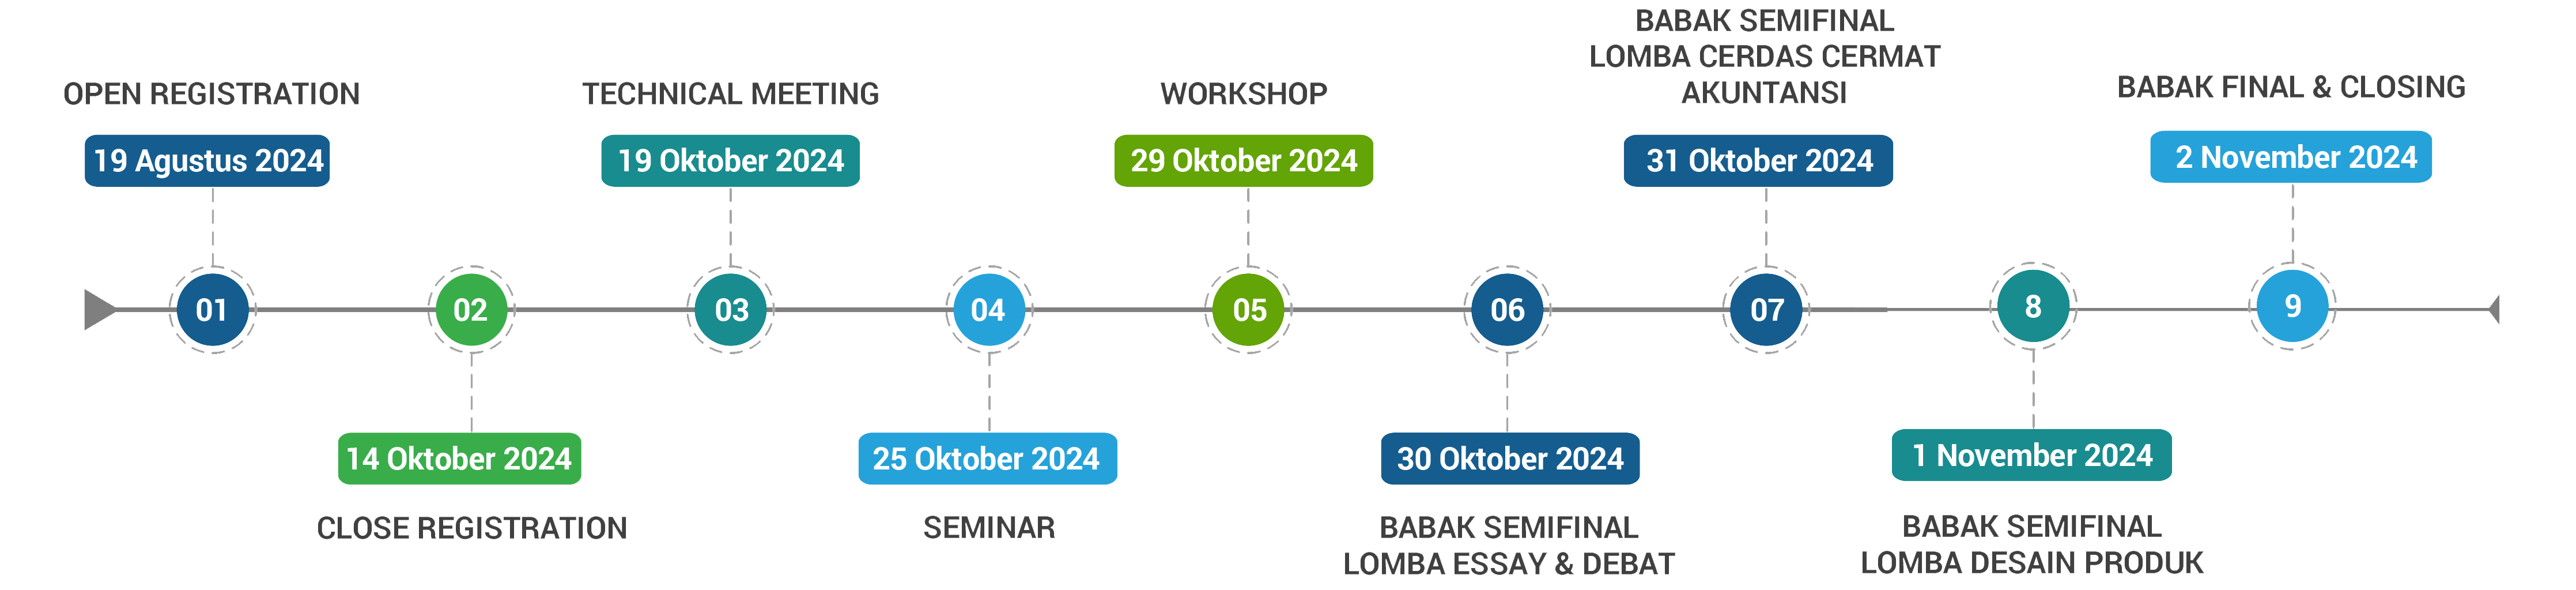 OPEN REGISTRATION
19 Agustus 2024
01
02
14 Oktober 2024
CLOSE REGISTRATION
TECHNICAL MEETING
19 Oktober 2024
03
04
25 Oktober 2024
SEMINAR
WORKSHOP
29 Oktober 2024
05
06
30 Oktober 2024
BABAK SEMIFINAL
LOMBA ESSAY & DEBAT
BABAK SEMIFINAL
LOMBA CERDAS CERMAT
AKUNTANSI
31 Oktober 2024
07
8
1 November 2024
BABAK SEMIFINAL
LOMBA DESAIN PRODUK
BABAK FINAL & CLOSING
2 November 2024
9